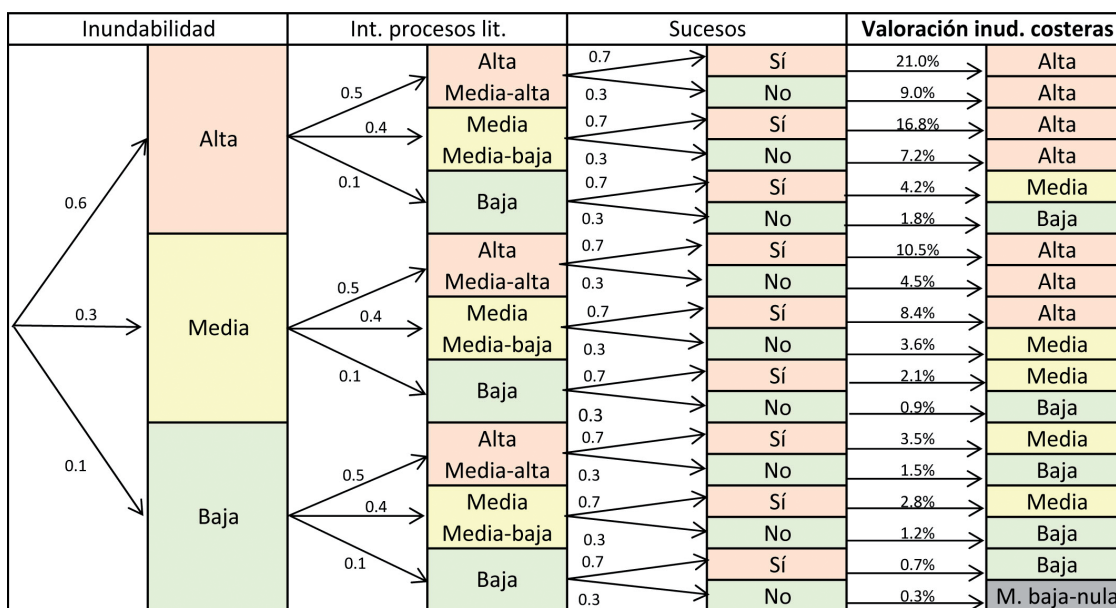 Inundabilidad Int. procesos lit. Sucesos Valoración inud. costeras
0.6
0.3
0.1
Alta
0.5
0.4
0.1
Alta
Media-alta
0.7 Sí 21.0% Alta
0.3 No 9.0% Alta
Media
Media-baja
0.7 Sí 16.8% Alta
0.3 No 7.2% Alta
Baja
0.7 Sí 4.2% Media
0.3 No 1.8% Baja
Media
0.5
0.4
0.1
Alta
Media-alta
0.7 Sí 10.5% Alta
0.3 No 4.5% Alta
Media
Media-baja
0.7 Sí 8.4% Alta
0.3 No 3.6% Media
Baja
0.7 Sí 2.1% Media
0.3 No 0.9% Baja
Baja
0.5
0.4
0.1
Alta
Media-alta
0.7 Sí 3.5% Media
0.3 No 1.5% Baja
Media
Media-baja
0.7 Sí 2.8% Media
0.3 No 1.2% Baja
Baja
0.7 Sí 0.7% Baja
0.3 No 0.3% M. baja-nula